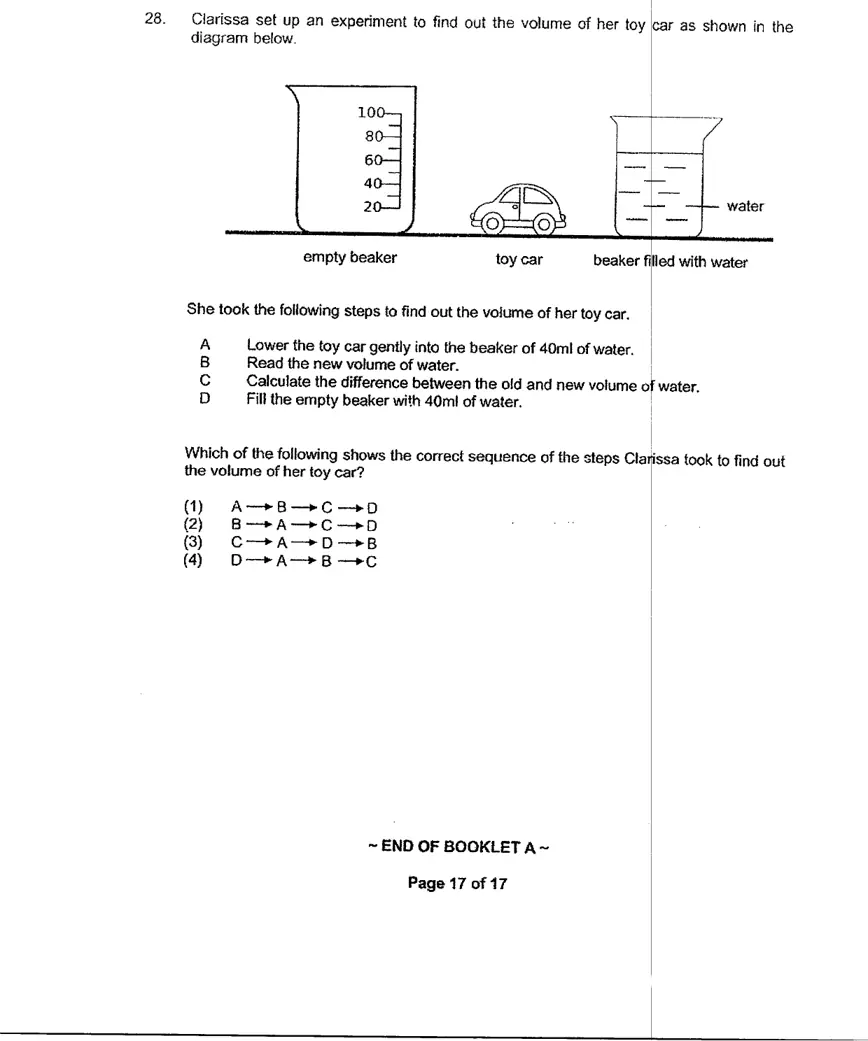 28. Clarissa set up an experiment to find out the volume of her toy car as shown in the
diagram below.
100
80
60
40
20
water
empty beaker toy car beaker filled with water
She took the following steps to find out the volume of her toy car.
A Lower the toy car gently into the beaker of 40ml of water.
B Read the new volume of water.
C Calculate the difference between the old and new volume of water.
D Fill the empty beaker with 40ml of water.
Which of the following shows the correct sequence of the steps Clarissa took to find out
the volume of her toy car?
(1) A → B → C → D
(2) B → A → C → D
(3) C → A → D → B
(4) D → A → B → C
~ END OF BOOKLET A ~
Page 17 of 17